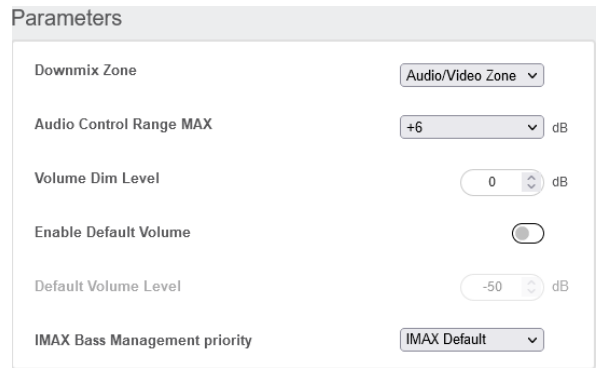 Parameters
Downmix Zone Audio/Video Zone
Audio Control Range MAX +6 dB
Volume Dim Level 0 dB
Enable Default Volume
Default Volume Level -50 dB
IMAX Bass Management priority IMAX Default